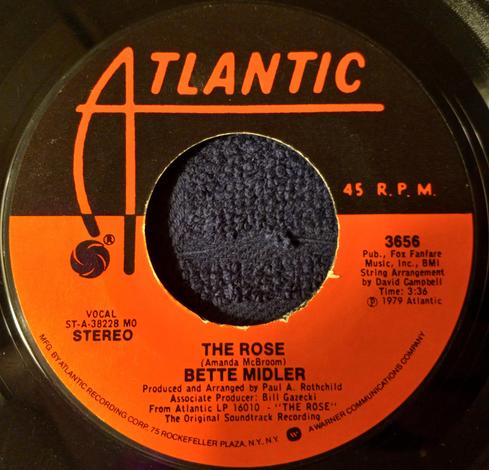 ATLANTIC
45 R.P.M.
®
3656
Pub., Fox Fanfare
Music, Inc., BMI
String Arrangement
by David Campbell
Time: 3:36
℗ 1979 Atlantic
VOCAL
ST-A-38228 MO
STEREO
THE ROSE
(Amanda McBroom)
BETTE MIDLER
Produced and Arranged by Paul A. Rothchild
Associate Producer: Bill Gazecki
From Atlantic LP 16010 - "THE ROSE"
The Original Soundtrack Recording
MFG. BY ATLANTIC RECORDING CORP. 75 ROCKEFELLER PLAZA, N.Y., N.Y.
A WARNER COMMUNICATIONS COMPANY